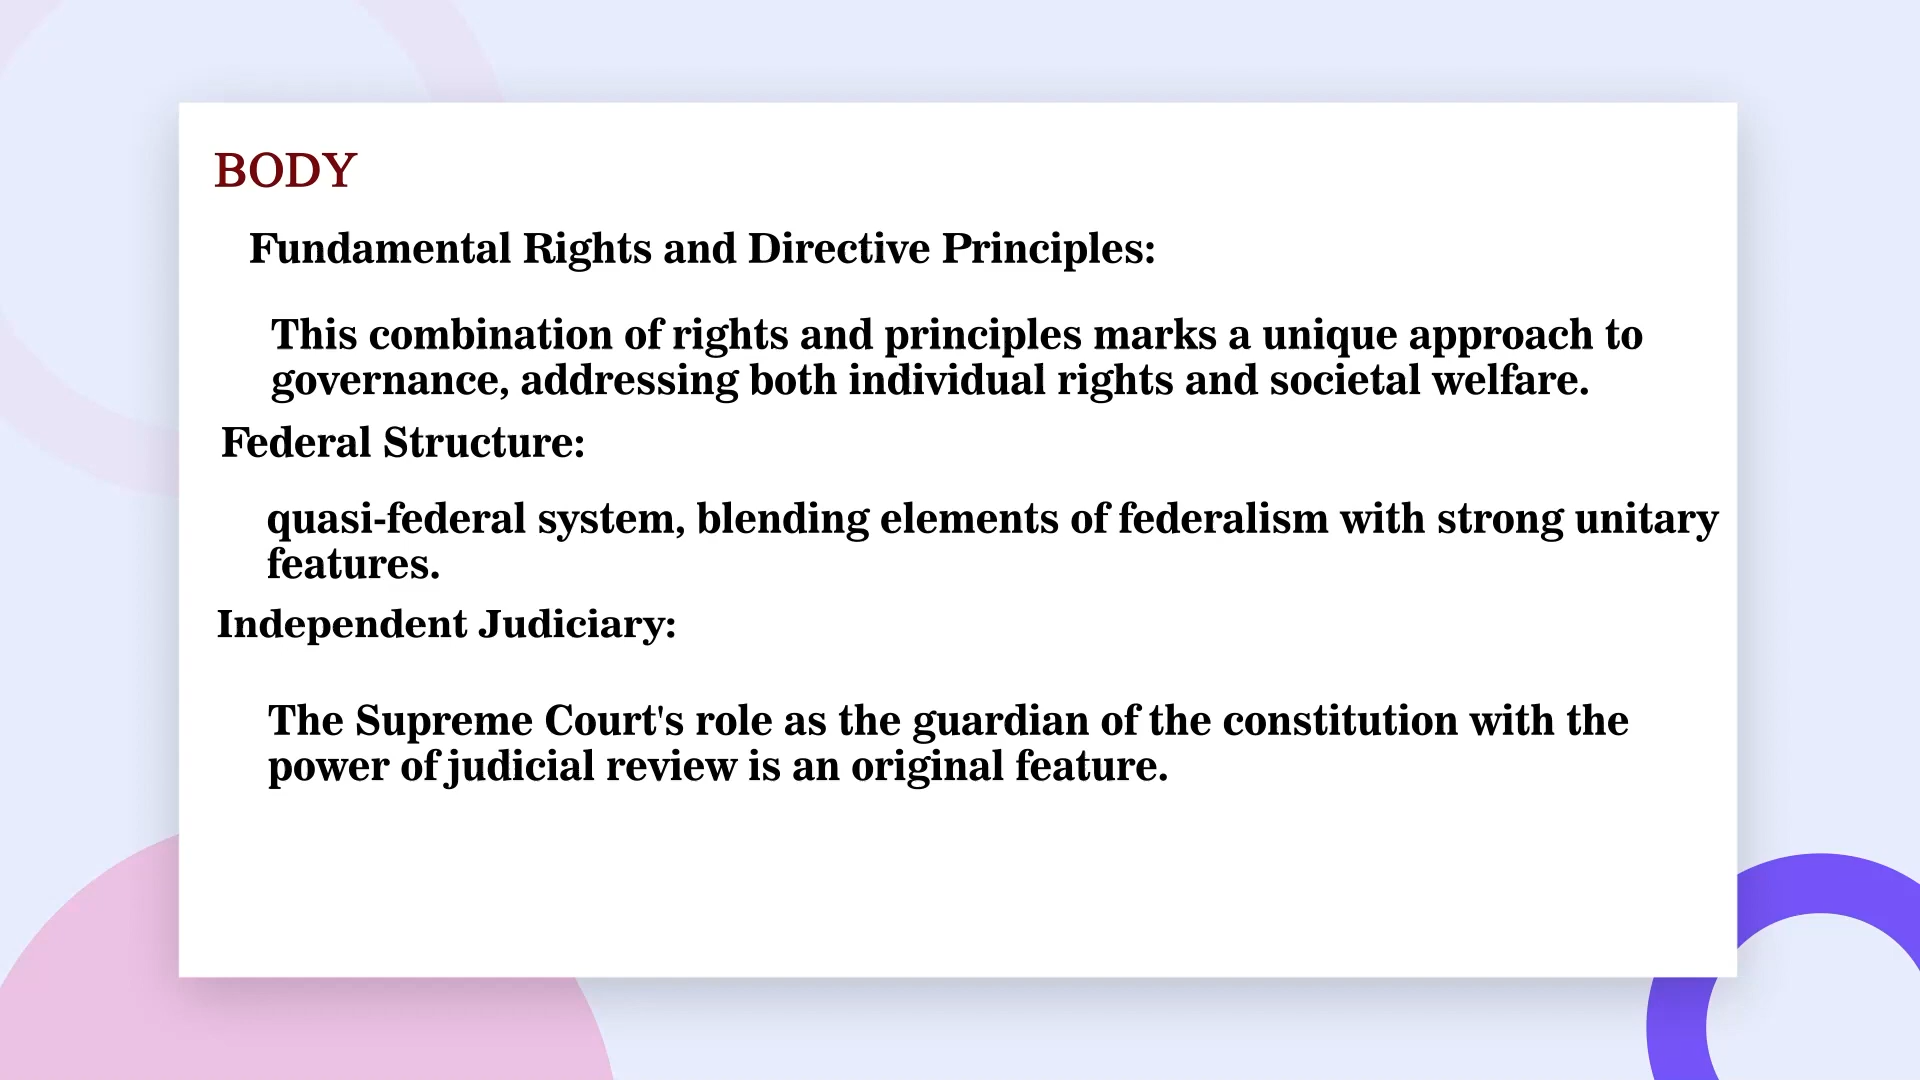 BODY
Fundamental Rights and Directive Principles:
This combination of rights and principles marks a unique approach to
governance, addressing both individual rights and societal welfare.
Federal Structure:
quasi-federal system, blending elements of federalism with strong unitary
features.
Independent Judiciary:
The Supreme Court's role as the guardian of the constitution with the
power of judicial review is an original feature.